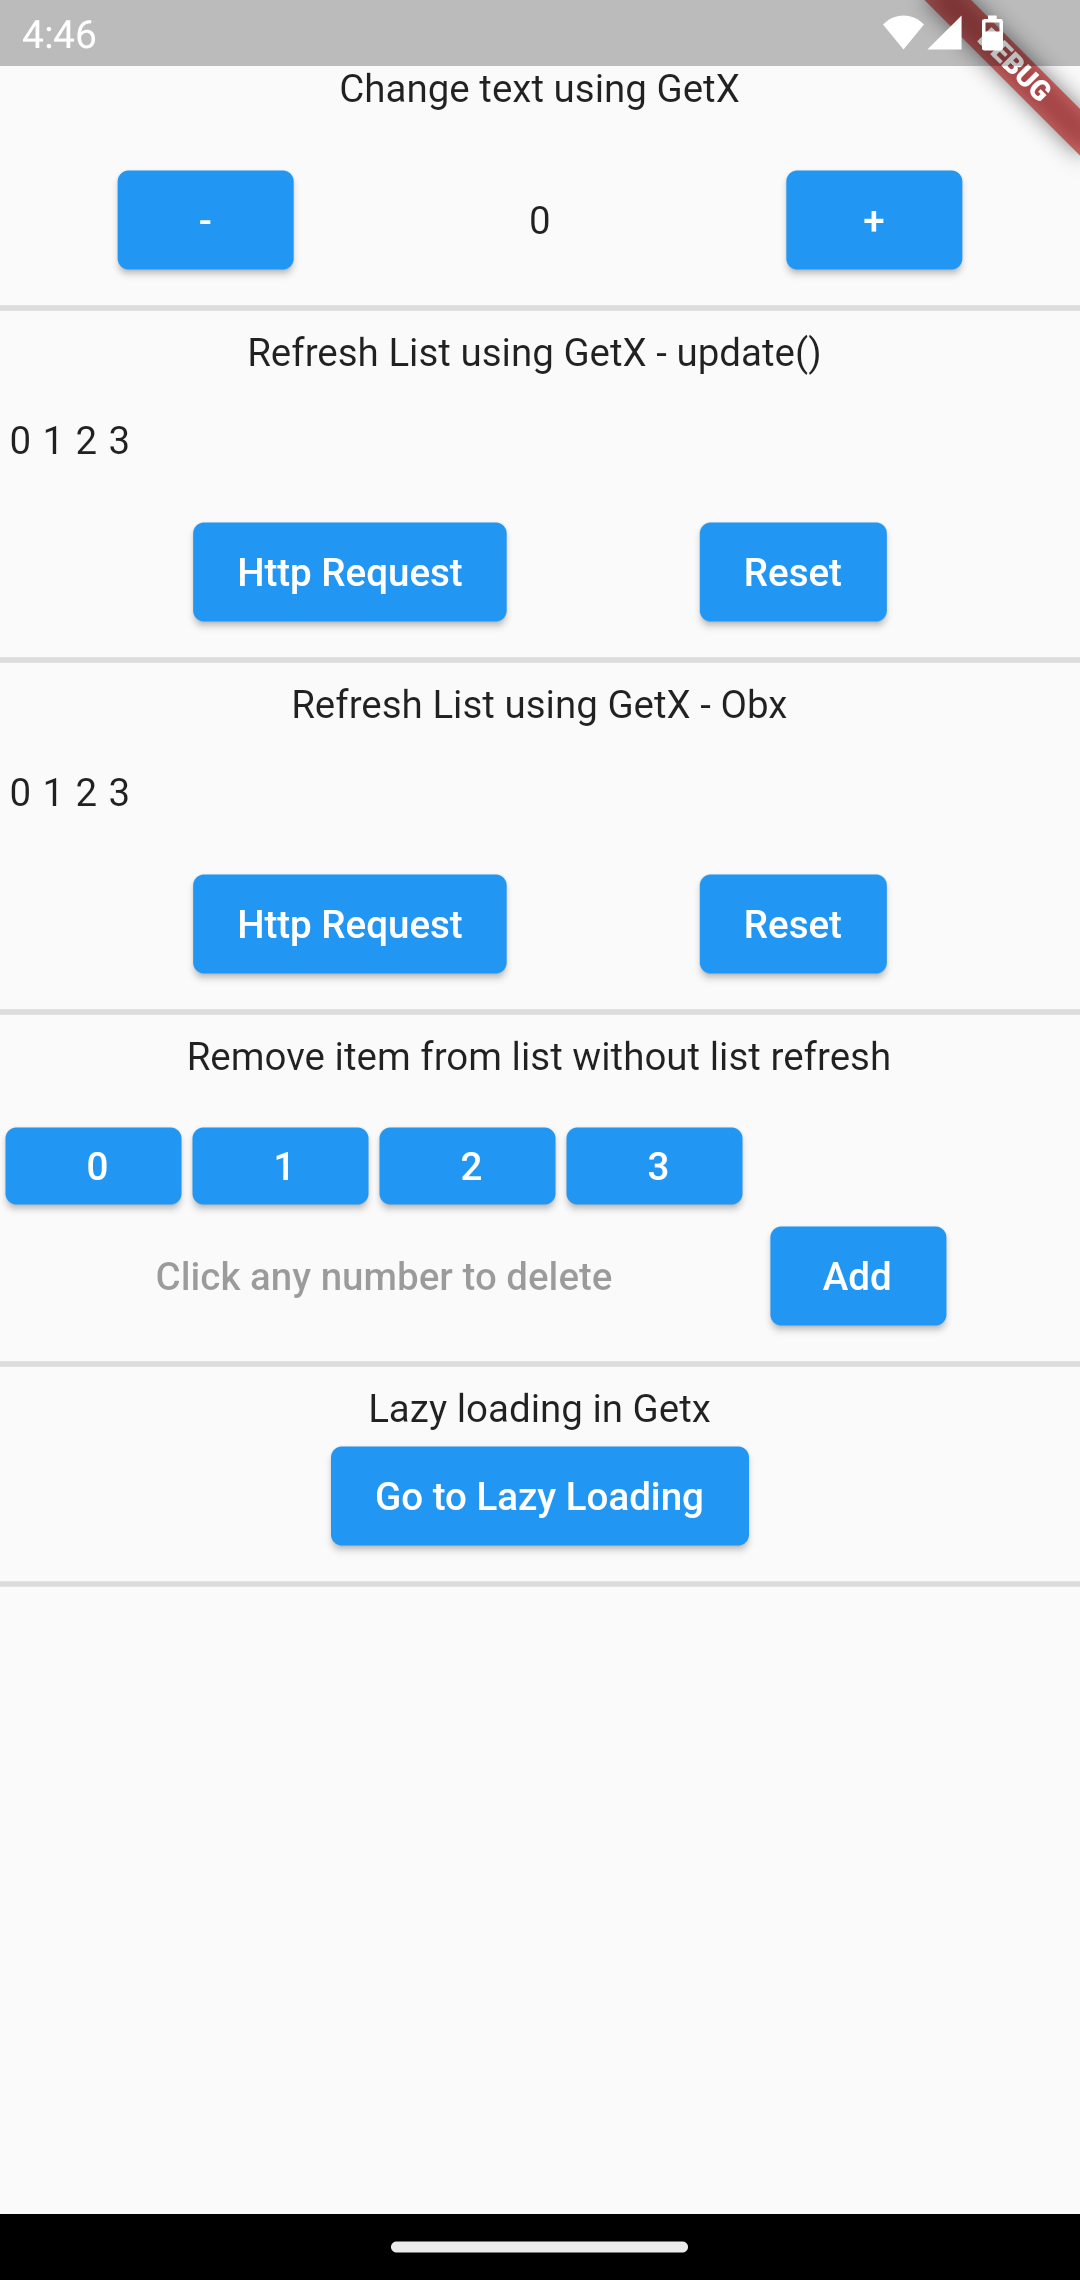 4:46
DEBUG
Change text using GetX
- 0 +
Refresh List using GetX - update()
0 1 2 3
Http Request Reset
Refresh List using GetX - Obx
0 1 2 3
Http Request Reset
Remove item from list without list refresh
0 1 2 3
Click any number to delete Add
Lazy loading in Getx
Go to Lazy Loading